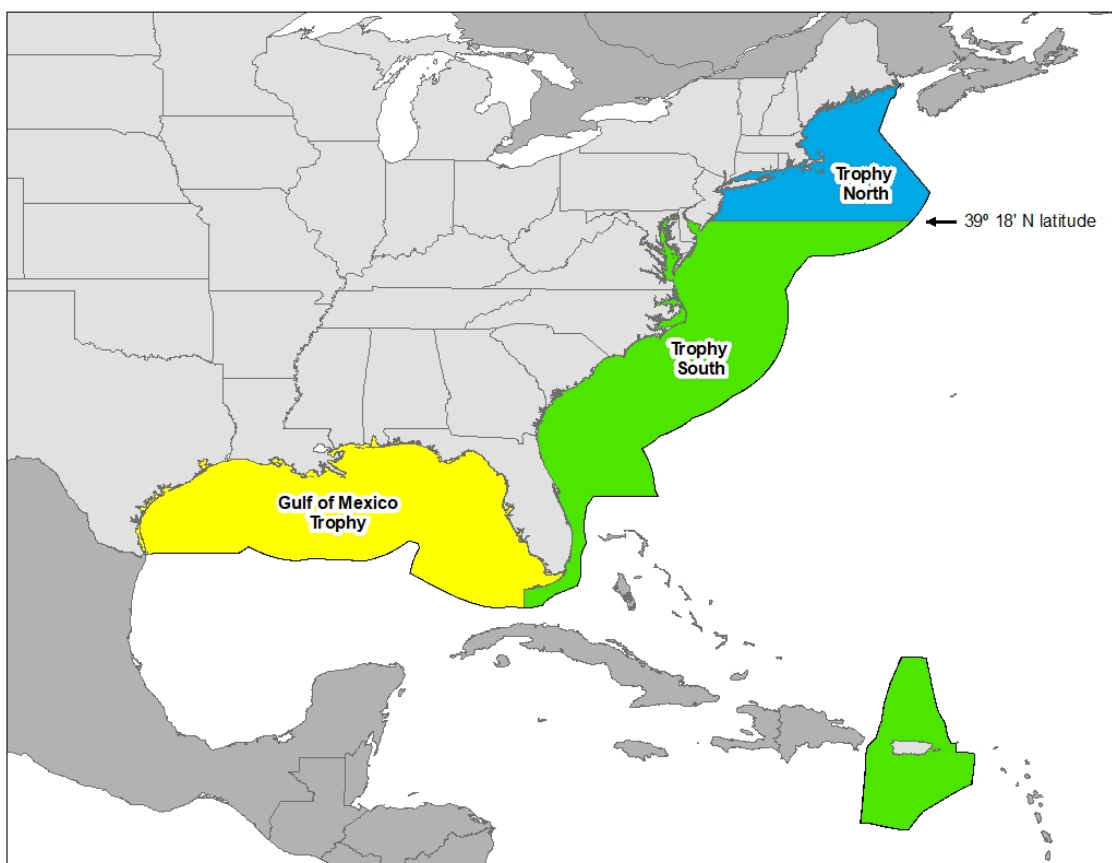 Trophy
North
39º 18' N latitude
Trophy
South
Gulf of Mexico
Trophy